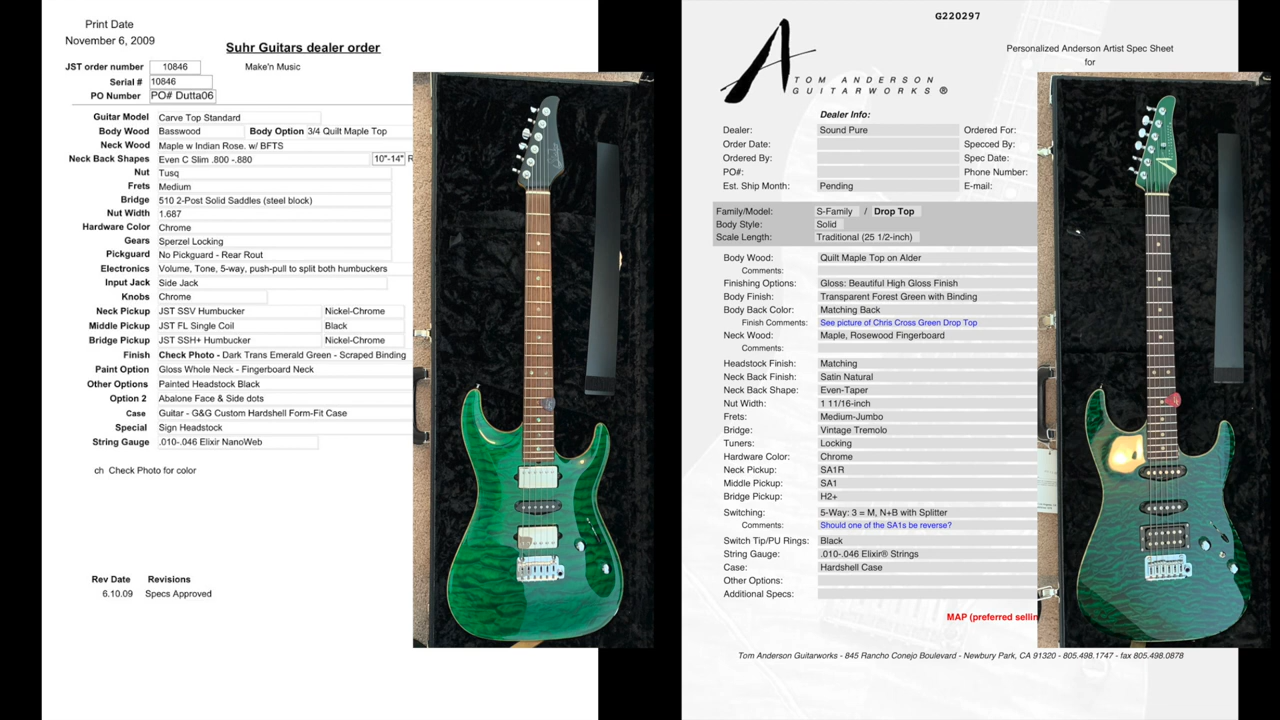 Print Date
November 6, 2009
Suhr Guitars dealer order
JST order number 10846 Make'n Music
Serial # 10846
PO Number PO# Dutta06
Guitar Model Carve Top Standard
Body Wood Basswood Body Option 3/4 Quilt Maple Top
Neck Wood Maple w Indian Rose. w/ BFTS
Neck Back Shapes Even C Slim .800 -.880 10"-14" R
Nut Tusq
Frets Medium
Bridge 510 2-Post Solid Saddles (steel block)
Nut Width 1.687
Hardware Color Chrome
Gears Sperzel Locking
Pickguard No Pickguard - Rear Rout
Electronics Volume, Tone, 5-way, push-pull to split both humbuckers
Input Jack Side Jack
Knobs Chrome
Neck Pickup JST SSV Humbucker Nickel-Chrome
Middle Pickup JST FL Single Coil Black
Bridge Pickup JST SSH+ Humbucker Nickel-Chrome
Finish Check Photo - Dark Trans Emerald Green - Scraped Binding
Paint Option Gloss Whole Neck - Fingerboard Neck
Other Options Painted Headstock Black
Option 2 Abalone Face & Side dots
Case Guitar - G&G Custom Hardshell Form-Fit Case
Special Sign Headstock
String Gauge .010-.046 Elixir NanoWeb
ch Check Photo for color
Rev Date Revisions
6.10.09 Specs Approved
G220297
Personalized Anderson Artist Spec Sheet
for
TOM ANDERSON
GUITARWORKS ®
Dealer Info:
Dealer: Sound Pure Ordered For:
Order Date: Specced By:
Ordered By: Spec Date:
PO#: Phone Number:
Est. Ship Month: Pending E-mail:
Family/Model: S-Family / Drop Top
Body Style: Solid
Scale Length: Traditional (25 1/2-inch)
Body Wood: Quilt Maple Top on Alder
Comments:
Finishing Options: Gloss: Beautiful High Gloss Finish
Body Finish: Transparent Forest Green with Binding
Body Back Color: Matching Back
Finish Comments: See picture of Chris Cross Green Drop Top
Neck Wood: Maple, Rosewood Fingerboard
Comments:
Headstock Finish: Matching
Neck Back Finish: Satin Natural
Neck Back Shape: Even-Taper
Nut Width: 1 11/16-inch
Frets: Medium-Jumbo
Bridge: Vintage Tremolo
Tuners: Locking
Hardware Color: Chrome
Neck Pickup: SA1R
Middle Pickup: SA1
Bridge Pickup: H2+
Switching: 5-Way: 3 = M, N+B with Splitter
Comments: Should one of the SA1s be reverse?
Switch Tip/PU Rings: Black
String Gauge: .010-.046 Elixir® Strings
Case: Hardshell Case
Other Options:
Additional Specs:
MAP (preferred sellin
Tom Anderson Guitarworks - 845 Rancho Conejo Boulevard - Newbury Park, CA 91320 - 805.498.1747 - fax 805.498.0878